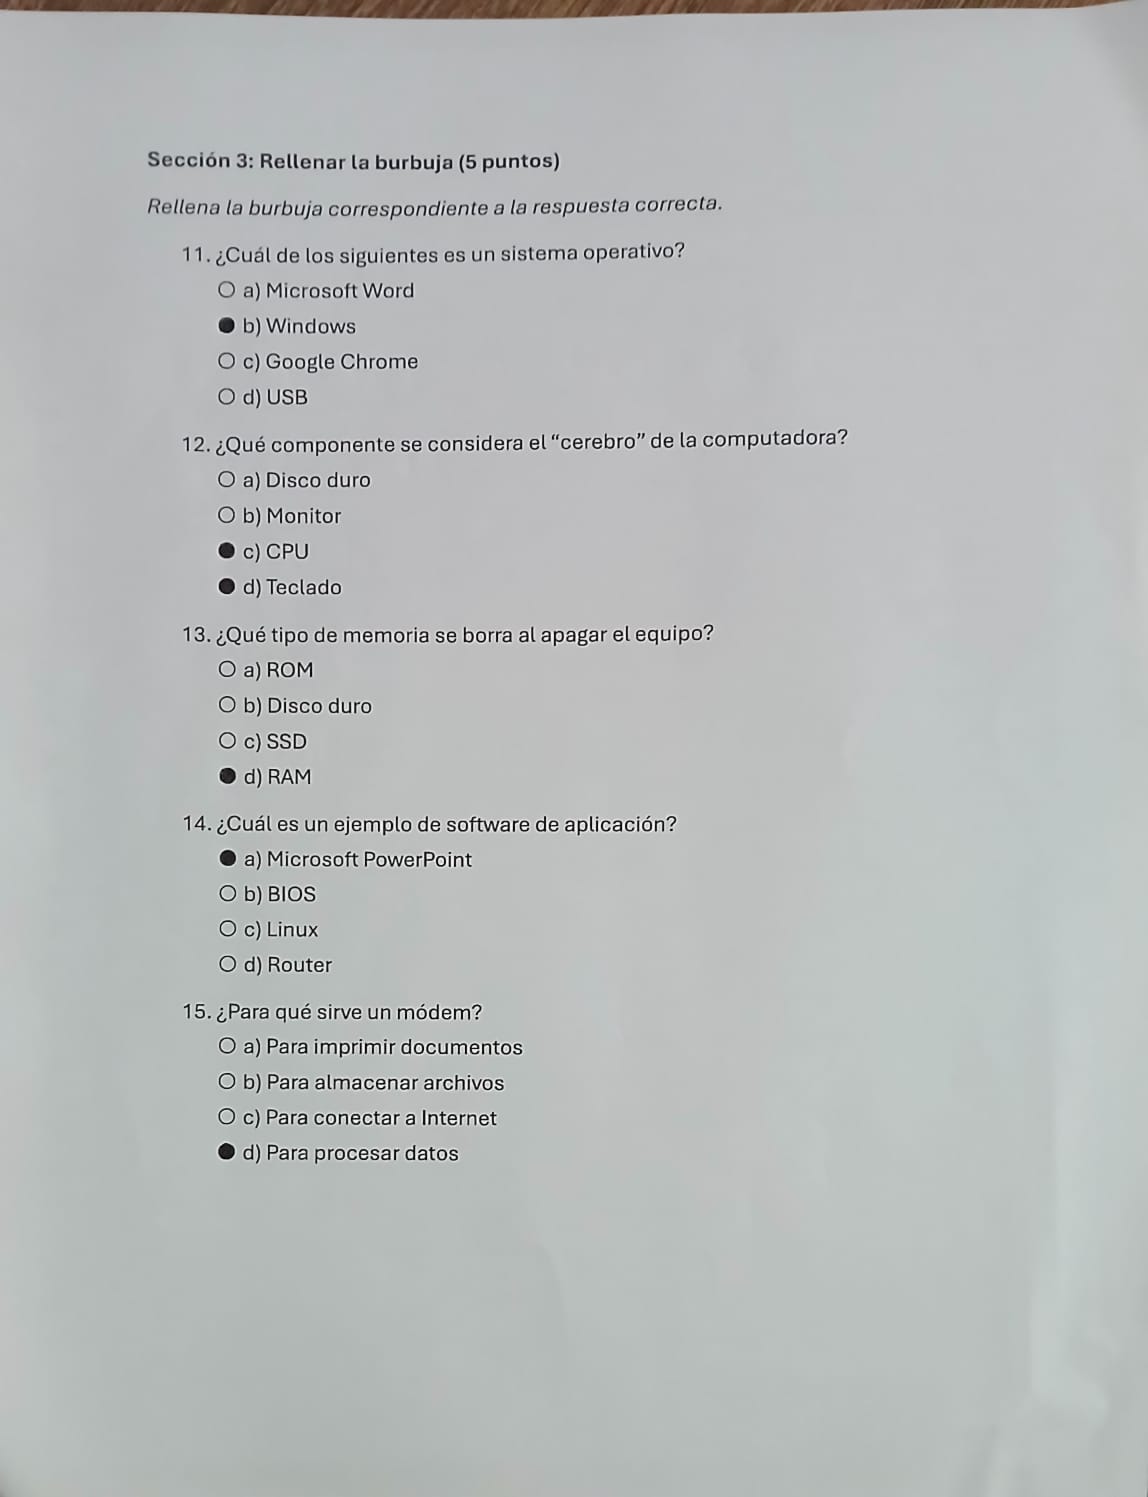 Sección 3: Rellenar la burbuja (5 puntos)
Rellena la burbuja correspondiente a la respuesta correcta.
11. ¿Cuál de los siguientes es un sistema operativo?
○ a) Microsoft Word
● b) Windows
○ c) Google Chrome
○ d) USB
12. ¿Qué componente se considera el “cerebro” de la computadora?
○ a) Disco duro
○ b) Monitor
● c) CPU
● d) Teclado
13. ¿Qué tipo de memoria se borra al apagar el equipo?
○ a) ROM
○ b) Disco duro
○ c) SSD
● d) RAM
14. ¿Cuál es un ejemplo de software de aplicación?
● a) Microsoft PowerPoint
○ b) BIOS
○ c) Linux
○ d) Router
15. ¿Para qué sirve un módem?
○ a) Para imprimir documentos
○ b) Para almacenar archivos
○ c) Para conectar a Internet
● d) Para procesar datos